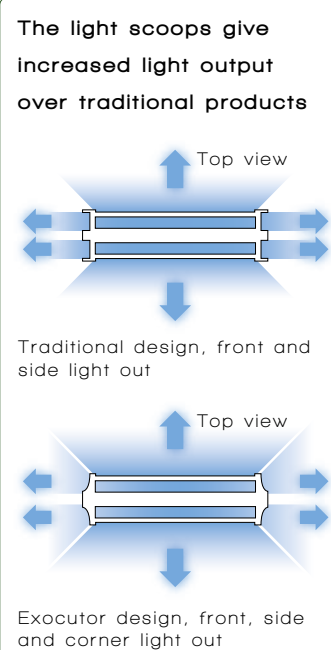 The light scoops give
increased light output
over traditional products
Top view
Traditional design, front and
side light out
Top view
Exocutor design, front, side
and corner light out